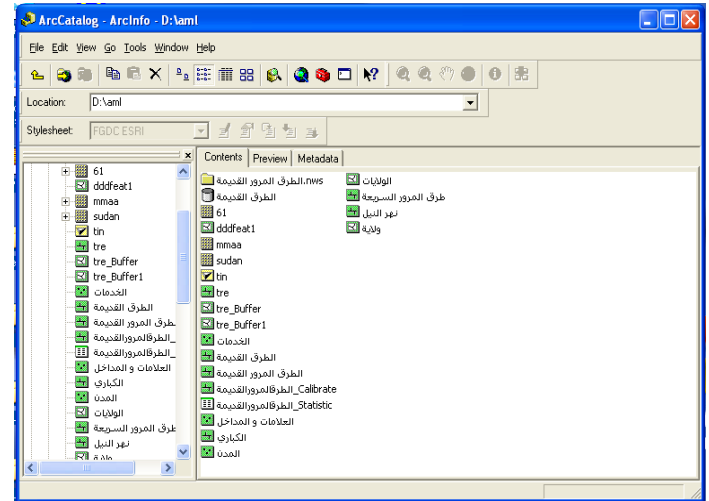 ArcCatalog - ArcInfo - D:\aml
File Edit View Go Tools Window Help
Location: D:\aml
Stylesheet: FGDC ESRI
61
dddfeat1
mmaa
sudan
tin
tre
tre_Buffer
tre_Buffer1
الخدمات
الطرق القديمة
طرق المرور القديمة
الطرقالمرورالقديمة_
الطرقالمرورالقديمة_
العلامات و المداخل
الكباري
المدن
الولايات
طرق المرور السريعة
نهر النيل
ولاية
Contents Preview Metadata
الطرق المرور القديمة.nws
الطرق القديمة
61
dddfeat1
mmaa
sudan
tin
tre
tre_Buffer
tre_Buffer1
الخدمات
الطرق القديمة
الطرق المرور القديمة
الطرقالمرورالقديمة_Calibrate
الطرقالمرورالقديمة_Statistic
العلامات و المداخل
الكباري
المدن
الولايات
طرق المرور السريعة
نهر النيل
ولاية